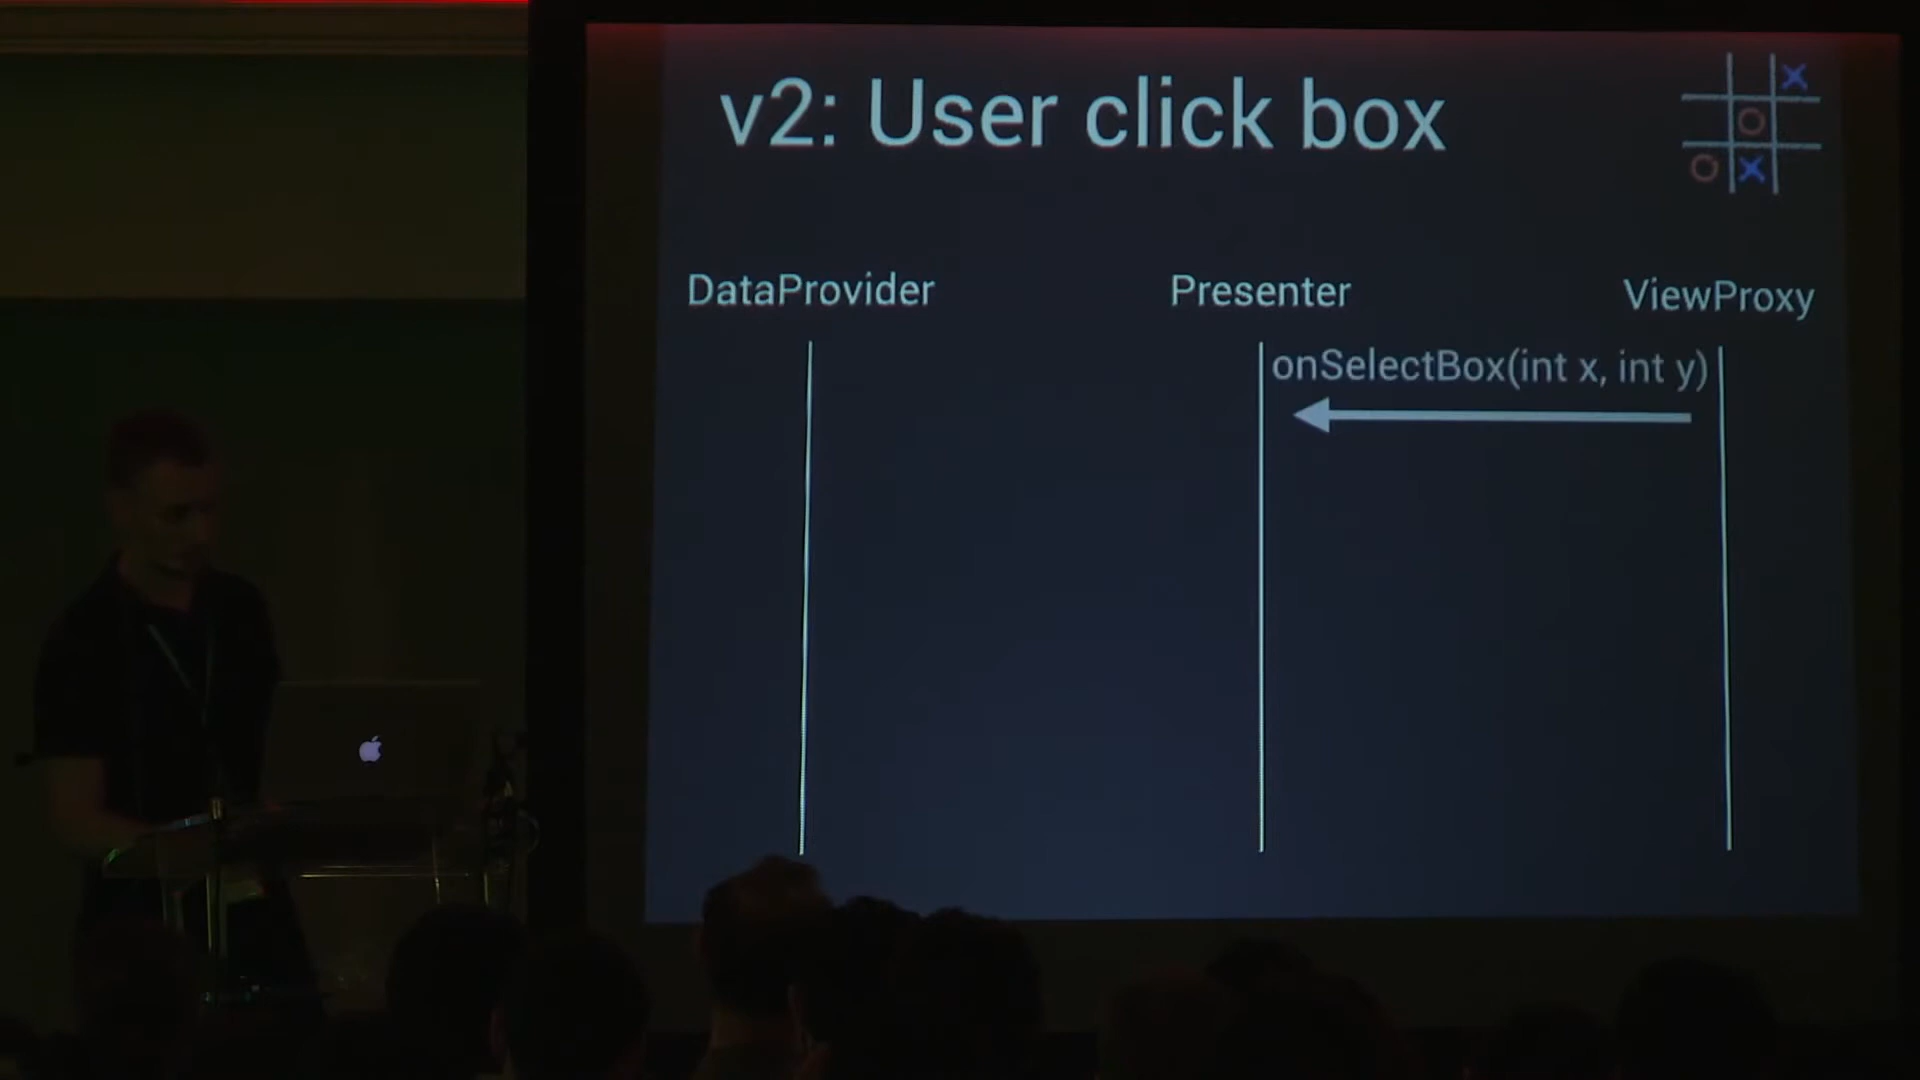 v2: User click box
DataProvider
Presenter
ViewProxy
onSelectBox(int x, int y)